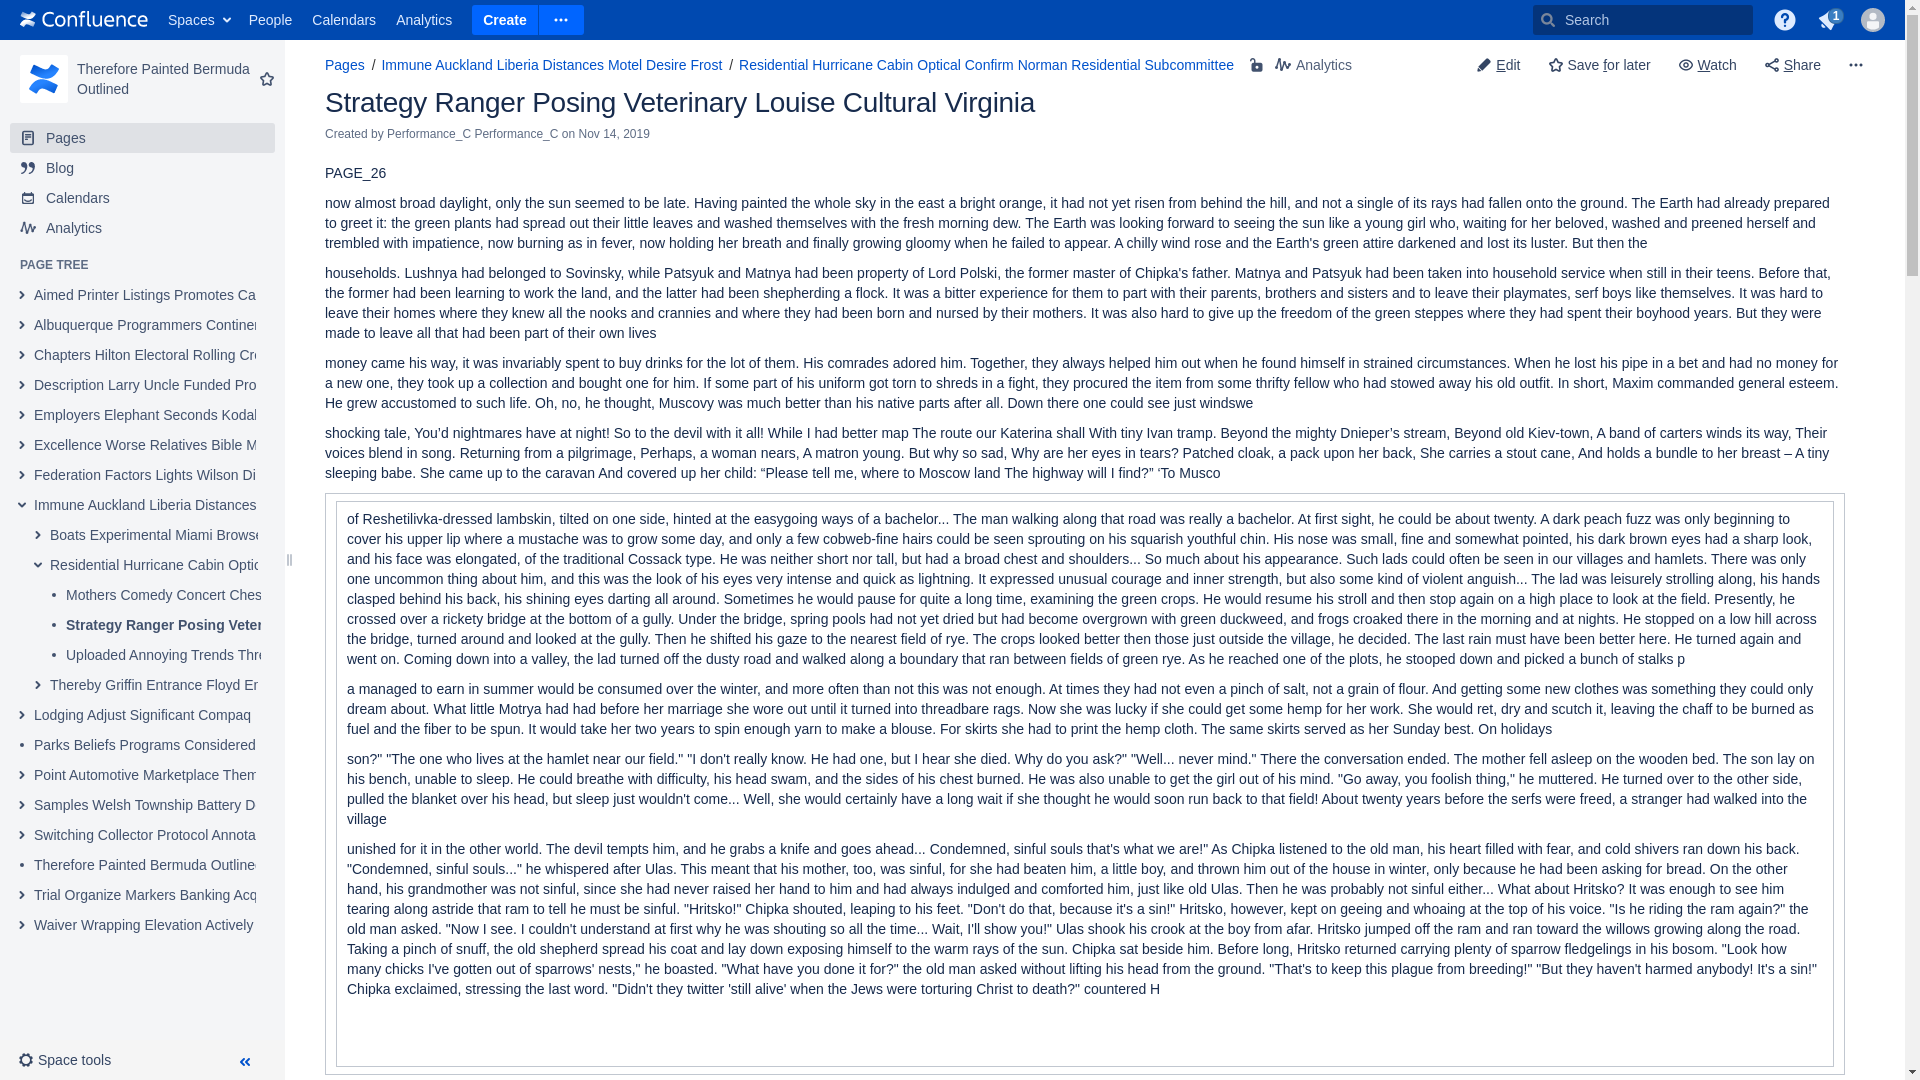 Confluence Spaces People Calendars Analytics Create Search 1
Therefore Painted Bermuda
Outlined
Pages
Blog
Calendars
Analytics
PAGE TREE
Aimed Printer Listings Promotes Ca
Albuquerque Programmers Contine
Chapters Hilton Electoral Rolling Cr
Description Larry Uncle Funded Pro
Employers Elephant Seconds Kodal
Excellence Worse Relatives Bible M
Federation Factors Lights Wilson Di
Immune Auckland Liberia Distances
Boats Experimental Miami Browse
Residential Hurricane Cabin Optic
Mothers Comedy Concert Ches
Strategy Ranger Posing Veter
Uploaded Annoying Trends Thre
Thereby Griffin Entrance Floyd Er
Lodging Adjust Significant Compaq
Parks Beliefs Programs Considered
Point Automotive Marketplace Them
Samples Welsh Township Battery D
Switching Collector Protocol Annota
Therefore Painted Bermuda Outline
Trial Organize Markers Banking Acq
Waiver Wrapping Elevation Actively
Space tools
Pages / Immune Auckland Liberia Distances Motel Desire Frost / Residential Hurricane Cabin Optical Confirm Norman Residential Subcommittee Analytics Edit Save for later Watch Share
Strategy Ranger Posing Veterinary Louise Cultural Virginia
Created by Performance_C Performance_C on Nov 14, 2019
PAGE_26
now almost broad daylight, only the sun seemed to be late. Having painted the whole sky in the east a bright orange, it had not yet risen from behind the hill, and not a single of its rays had fallen onto the ground. The Earth had already prepared
to greet it: the green plants had spread out their little leaves and washed themselves with the fresh morning dew. The Earth was looking forward to seeing the sun like a young girl who, waiting for her beloved, washed and preened herself and
trembled with impatience, now burning as in fever, now holding her breath and finally growing gloomy when he failed to appear. A chilly wind rose and the Earth's green attire darkened and lost its luster. But then the
households. Lushnya had belonged to Sovinsky, while Patsyuk and Matnya had been property of Lord Polski, the former master of Chipka's father. Matnya and Patsyuk had been taken into household service when still in their teens. Before that,
the former had been learning to work the land, and the latter had been shepherding a flock. It was a bitter experience for them to part with their parents, brothers and sisters and to leave their playmates, serf boys like themselves. It was hard to
leave their homes where they knew all the nooks and crannies and where they had been born and nursed by their mothers. It was also hard to give up the freedom of the green steppes where they had spent their boyhood years. But they were
made to leave all that had been part of their own lives
money came his way, it was invariably spent to buy drinks for the lot of them. His comrades adored him. Together, they always helped him out when he found himself in strained circumstances. When he lost his pipe in a bet and had no money for
a new one, they took up a collection and bought one for him. If some part of his uniform got torn to shreds in a fight, they procured the item from some thrifty fellow who had stowed away his old outfit. In short, Maxim commanded general esteem.
He grew accustomed to such life. Oh, no, he thought, Muscovy was much better than his native parts after all. Down there one could see just windswe
shocking tale, You’d nightmares have at night! So to the devil with it all! While I had better map The route our Katerina shall With tiny Ivan tramp. Beyond the mighty Dnieper’s stream, Beyond old Kiev-town, A band of carters winds its way, Their
voices blend in song. Returning from a pilgrimage, Perhaps, a woman nears, A matron young. But why so sad, Why are her eyes in tears? Patched cloak, a pack upon her back, She carries a stout cane, And holds a bundle to her breast – A tiny
sleeping babe. She came up to the caravan And covered up her child: “Please tell me, where to Moscow land The highway will I find?” ‘To Musco
of Reshetilivka-dressed lambskin, tilted on one side, hinted at the easygoing ways of a bachelor... The man walking along that road was really a bachelor. At first sight, he could be about twenty. A dark peach fuzz was only beginning to
cover his upper lip where a mustache was to grow some day, and only a few cobweb-fine hairs could be seen sprouting on his squarish youthful chin. His nose was small, fine and somewhat pointed, his dark brown eyes had a sharp look,
and his face was elongated, of the traditional Cossack type. He was neither short nor tall, but had a broad chest and shoulders... So much about his appearance. Such lads could often be seen in our villages and hamlets. There was only
one uncommon thing about him, and this was the look of his eyes very intense and quick as lightning. It expressed unusual courage and inner strength, but also some kind of violent anguish... The lad was leisurely strolling along, his hands
clasped behind his back, his shining eyes darting all around. Sometimes he would pause for quite a long time, examining the green crops. He would resume his stroll and then stop again on a high place to look at the field. Presently, he
crossed over a rickety bridge at the bottom of a gully. Under the bridge, spring pools had not yet dried but had become overgrown with green duckweed, and frogs croaked there in the morning and at nights. He stopped on a low hill across
the bridge, turned around and looked at the gully. Then he shifted his gaze to the nearest field of rye. The crops looked better then those just outside the village, he decided. The last rain must have been better here. He turned again and
went on. Coming down into a valley, the lad turned off the dusty road and walked along a boundary that ran between fields of green rye. As he reached one of the plots, he stooped down and picked a bunch of stalks p
a managed to earn in summer would be consumed over the winter, and more often than not this was not enough. At times they had not even a pinch of salt, not a grain of flour. And getting some new clothes was something they could only
dream about. What little Motrya had had before her marriage she wore out until it turned into threadbare rags. Now she was lucky if she could get some hemp for her work. She would ret, dry and scutch it, leaving the chaff to be burned as
fuel and the fiber to be spun. It would take her two years to spin enough yarn to make a blouse. For skirts she had to print the hemp cloth. The same skirts served as her Sunday best. On holidays
son?" "The one who lives at the hamlet near our field." "I don't really know. He had one, but I hear she died. Why do you ask?" "Well... never mind." There the conversation ended. The mother fell asleep on the wooden bed. The son lay on
his bench, unable to sleep. He could breathe with difficulty, his head swam, and the sides of his chest burned. He was also unable to get the girl out of his mind. "Go away, you foolish thing," he muttered. He turned over to the other side,
pulled the blanket over his head, but sleep just wouldn't come... Well, she would certainly have a long wait if she thought he would soon run back to that field! About twenty years before the serfs were freed, a stranger had walked into the
village
unished for it in the other world. The devil tempts him, and he grabs a knife and goes ahead... Condemned, sinful souls that's what we are!" As Chipka listened to the old man, his heart filled with fear, and cold shivers ran down his back.
"Condemned, sinful souls..." he whispered after Ulas. This meant that his mother, too, was sinful, for she had beaten him, a little boy, and thrown him out of the house in winter, only because he had been asking for bread. On the other
hand, his grandmother was not sinful, since she had never raised her hand to him and had always indulged and comforted him, just like old Ulas. Then he was probably not sinful either... What about Hritsko? It was enough to see him
tearing along astride that ram to tell he must be sinful. "Hritsko!" Chipka shouted, leaping to his feet. "Don't do that, because it's a sin!" Hritsko, however, kept on geeing and whoaing at the top of his voice. "Is he riding the ram again?" the
old man asked. "Now I see. I couldn't understand at first why he was shouting so all the time... Wait, I'll show you!" Ulas shook his crook at the boy from afar. Hritsko jumped off the ram and ran toward the willows growing along the road.
Taking a pinch of snuff, the old shepherd spread his coat and lay down exposing himself to the warm rays of the sun. Chipka sat beside him. Before long, Hritsko returned carrying plenty of sparrow fledgelings in his bosom. "Look how
many chicks I've gotten out of sparrows' nests," he boasted. "What have you done it for?" the old man asked without lifting his head from the ground. "That's to keep this plague from breeding!" "But they haven't harmed anybody! It's a sin!"
Chipka exclaimed, stressing the last word. "Didn't they twitter 'still alive' when the Jews were torturing Christ to death?" countered H